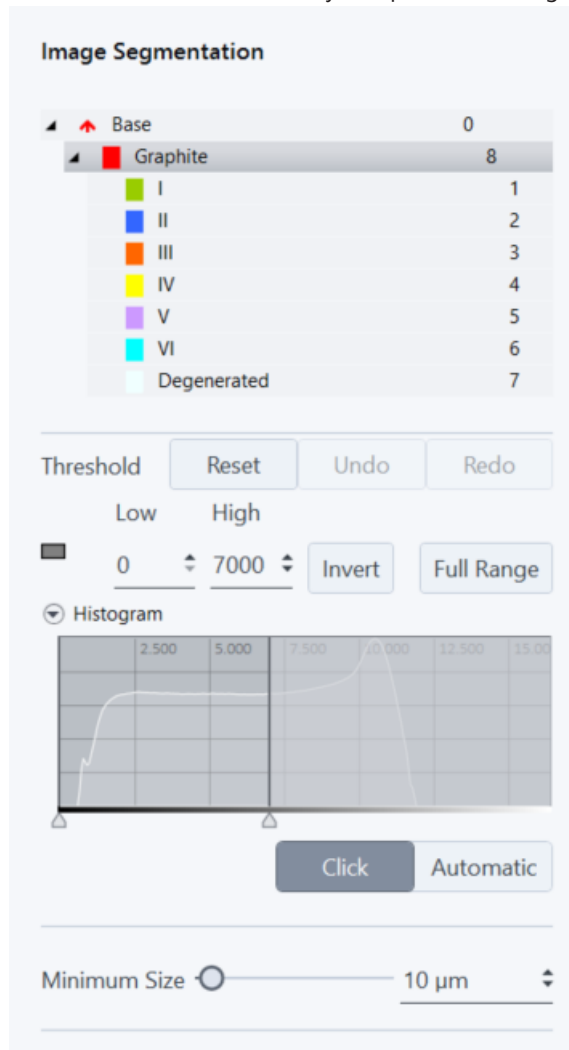 Image Segmentation
Base 0
Graphite 8
I 1
II 2
III 3
IV 4
V 5
VI 6
Degenerated 7
Threshold Reset Undo Redo
Low High
0 7000 Invert Full Range
Histogram
2.500 5.000 7.500 10.000 12.500 15.00
Click Automatic
Minimum Size 10 µm